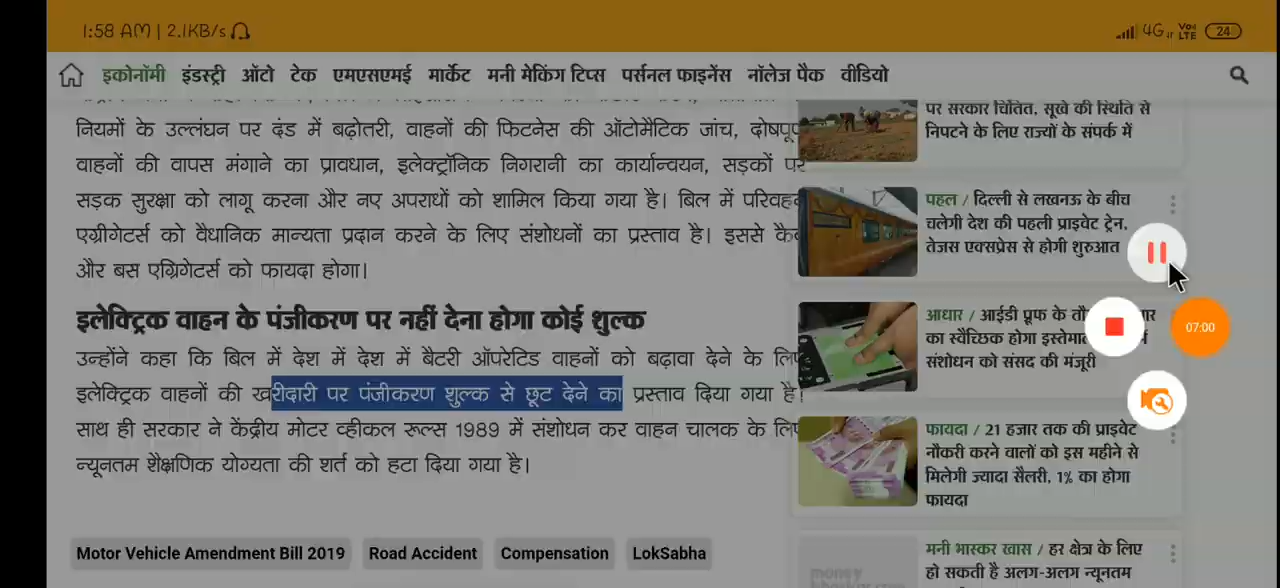 1:58 AM | 2.1KB/s
4G
Vo
LTE
24
इकोनॉमी इंडस्ट्री ऑटो टेक एमएसएमई मार्केट मनी मेकिंग टिप्स पर्सनल फाइनेंस नॉलेज पैक वीडियो
नियमों के उल्लंघन पर दंड में बढ़ोतरी, वाहनों की फिटनेस की ऑटोमैटिक जांच,
वाहनों की वापस मंगाने का प्रावधान, इलेक्ट्रॉनिक निगरानी का कार्यान्वयन, सड़कों पर
सड़क सुरक्षा को लागू करना और नए अपराधों को शामिल किया गया है। बिल में
एग्रीगेटर्स को वैधानिक मान्यता प्रदान करने के लिए संशोधनों का प्रस्ताव है। इससे
और बस एग्रिगेटर्स को फायदा होगा।
इलेक्ट्रिक वाहन के पंजीकरण पर नहीं देना होगा कोई शुल्क
उन्होंने कहा कि बिल में देश में देश में बैटरी ऑपरेटिड वाहनों को बढ़ावा देने के
इलेक्ट्रिक वाहनों की खरीदारी पर पंजीकरण शुल्क से छूट देने का प्रस्ताव दिया गया है।
साथ ही सरकार ने केंद्रीय मोटर व्हीकल रूल्स 1989 में संशोधन कर वाहन चालक के
न्यूनतम शैक्षणिक योग्यता की शर्त को हटा दिया गया है।
Motor Vehicle Amendment Bill 2019 Road Accident Compensation LokSabha
पर सरकार चिंतित, सूखे की स्थिति से
निपटने के लिए राज्यों के संपर्क में
पहल / दिल्ली से लखनऊ के बीच
चलेगी देश की पहली प्राइवेट ट्रेन,
तेजस एक्सप्रेस से होगी शुरुआत
आधार / आईडी प्रूफ के
का स्वैच्छिक होगा
संशोधन को संसद की मंजूरी
फायदा / 21 हजार तक की प्राइवेट
नौकरी करने वालों को इस महीने से
मिलेगी ज्यादा सैलरी, 1% का होगा
फायदा
मनी भास्कर खास / हर क्षेत्र के लिए
हो सकती है अलग-अलग न्यूनतम
money
07:00